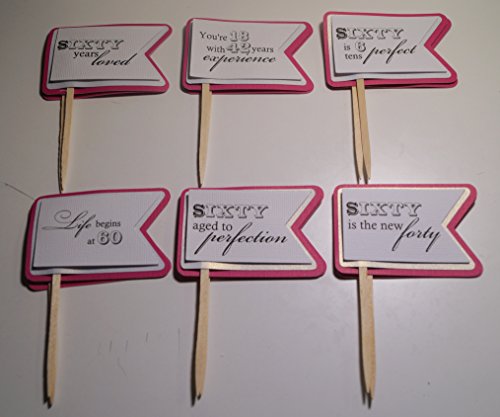 SIXTY
years
loved
You're 18
with 42 years
experience
SIXTY
is 6
tens perfect
Life begins
at 60
SIXTY
aged to
perfection
SIXTY
is the new
forty